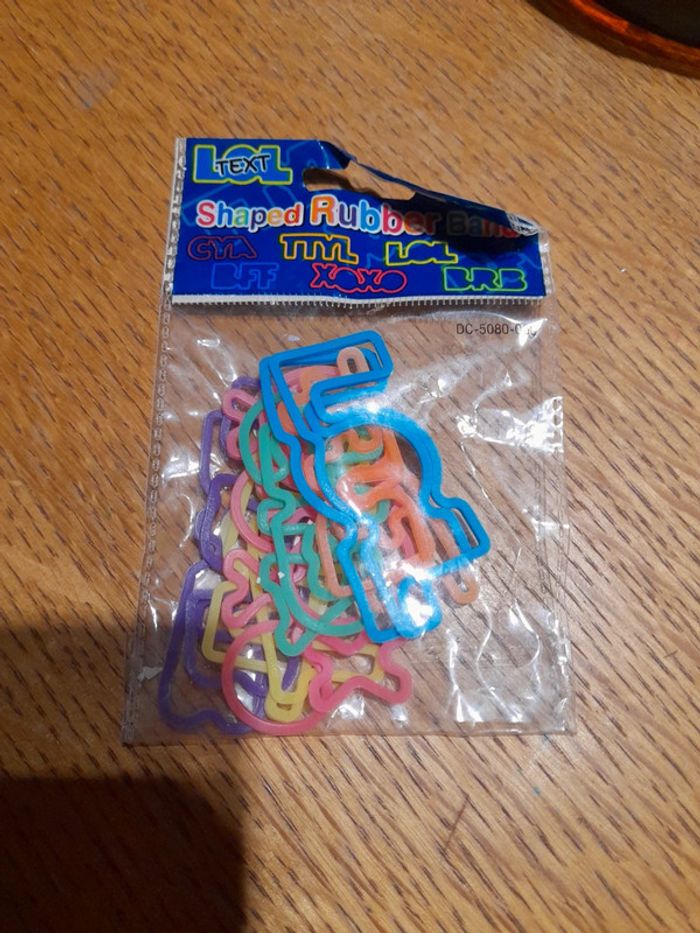 LOL
TEXT
Shaped Rubber Bands
CYA TTYL LOL
BFF XOXO BRB